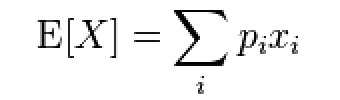 E[X] = ∑ᵢ pᵢxᵢ